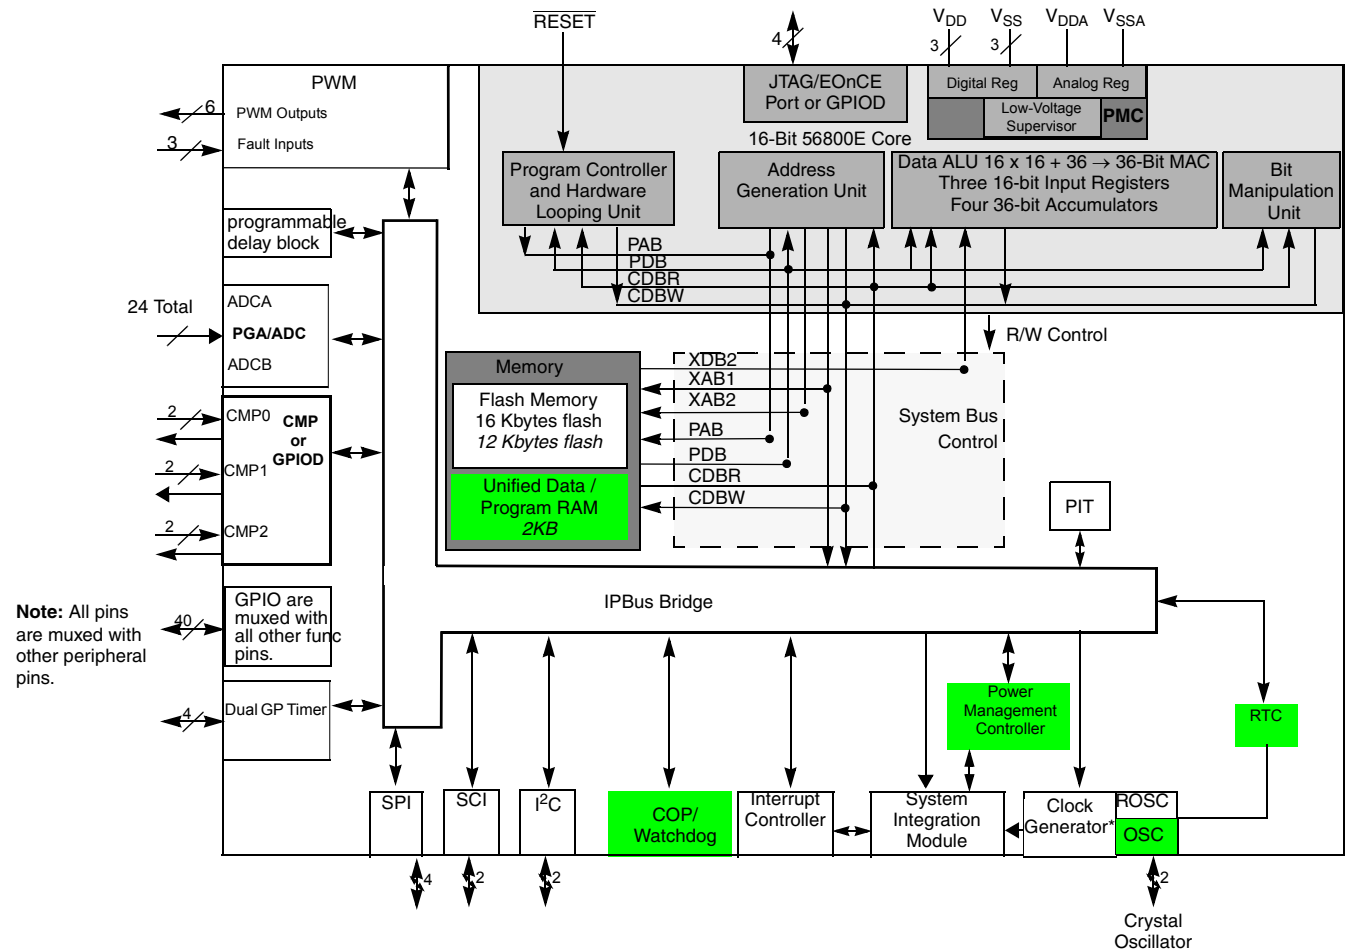 RESET
4
VDD
VSS
VDDA
VSSA
3
3
PWM
6
PWM Outputs
3
Fault Inputs
JTAG/EOnCE
Port or GPIOD
Digital Reg
Analog Reg
Low-Voltage
Supervisor
PMC
16-Bit 56800E Core
Program Controller
and Hardware
Looping Unit
Address
Generation Unit
Data ALU 16 x 16 + 36 → 36-Bit MAC
Three 16-bit Input Registers
Four 36-bit Accumulators
Bit
Manipulation
Unit
programmable
delay block
PAB
PDB
CDBR
CDBW
24 Total
ADCA
PGA/ADC
ADCB
R/W Control
Memory
Flash Memory
16 Kbytes flash
12 Kbytes flash
Unified Data /
Program RAM
2KB
XDB2
XAB1
XAB2
PAB
PDB
CDBR
CDBW
System Bus
Control
2
CMP0
CMP
or
GPIOD
2
CMP1
2
CMP2
PIT
IPBus Bridge
Note: All pins
are muxed with
other peripheral
pins.
40
GPIO are
muxed with
all other func
pins.
4
Dual GP Timer
Power
Management
Controller
RTC
SPI
SCI
I2C
COP/
Watchdog
Interrupt
Controller
System
Integration
Module
Clock
Generator*
ROSC
OSC
4
2
2
2
Crystal
Oscillator